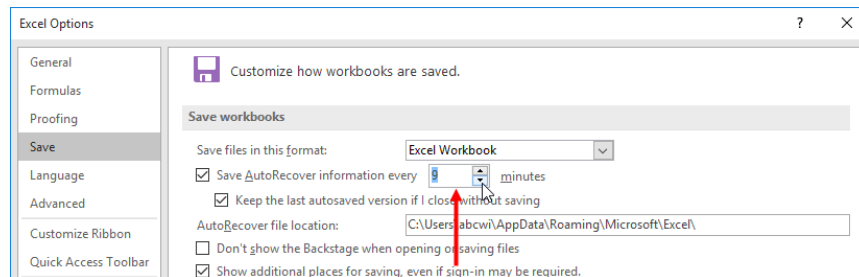 Excel Options ? ×
General
Formulas
Proofing
Save
Language
Advanced
Customize Ribbon
Quick Access Toolbar
Customize how workbooks are saved.
Save workbooks
Save files in this format: Excel Workbook
Save AutoRecover information every 9 minutes
Keep the last autosaved version if I close without saving
AutoRecover file location: C:\Users\abcwi\AppData\Roaming\Microsoft\Excel\
Don't show the Backstage when opening or saving files
Show additional places for saving, even if sign-in may be required.